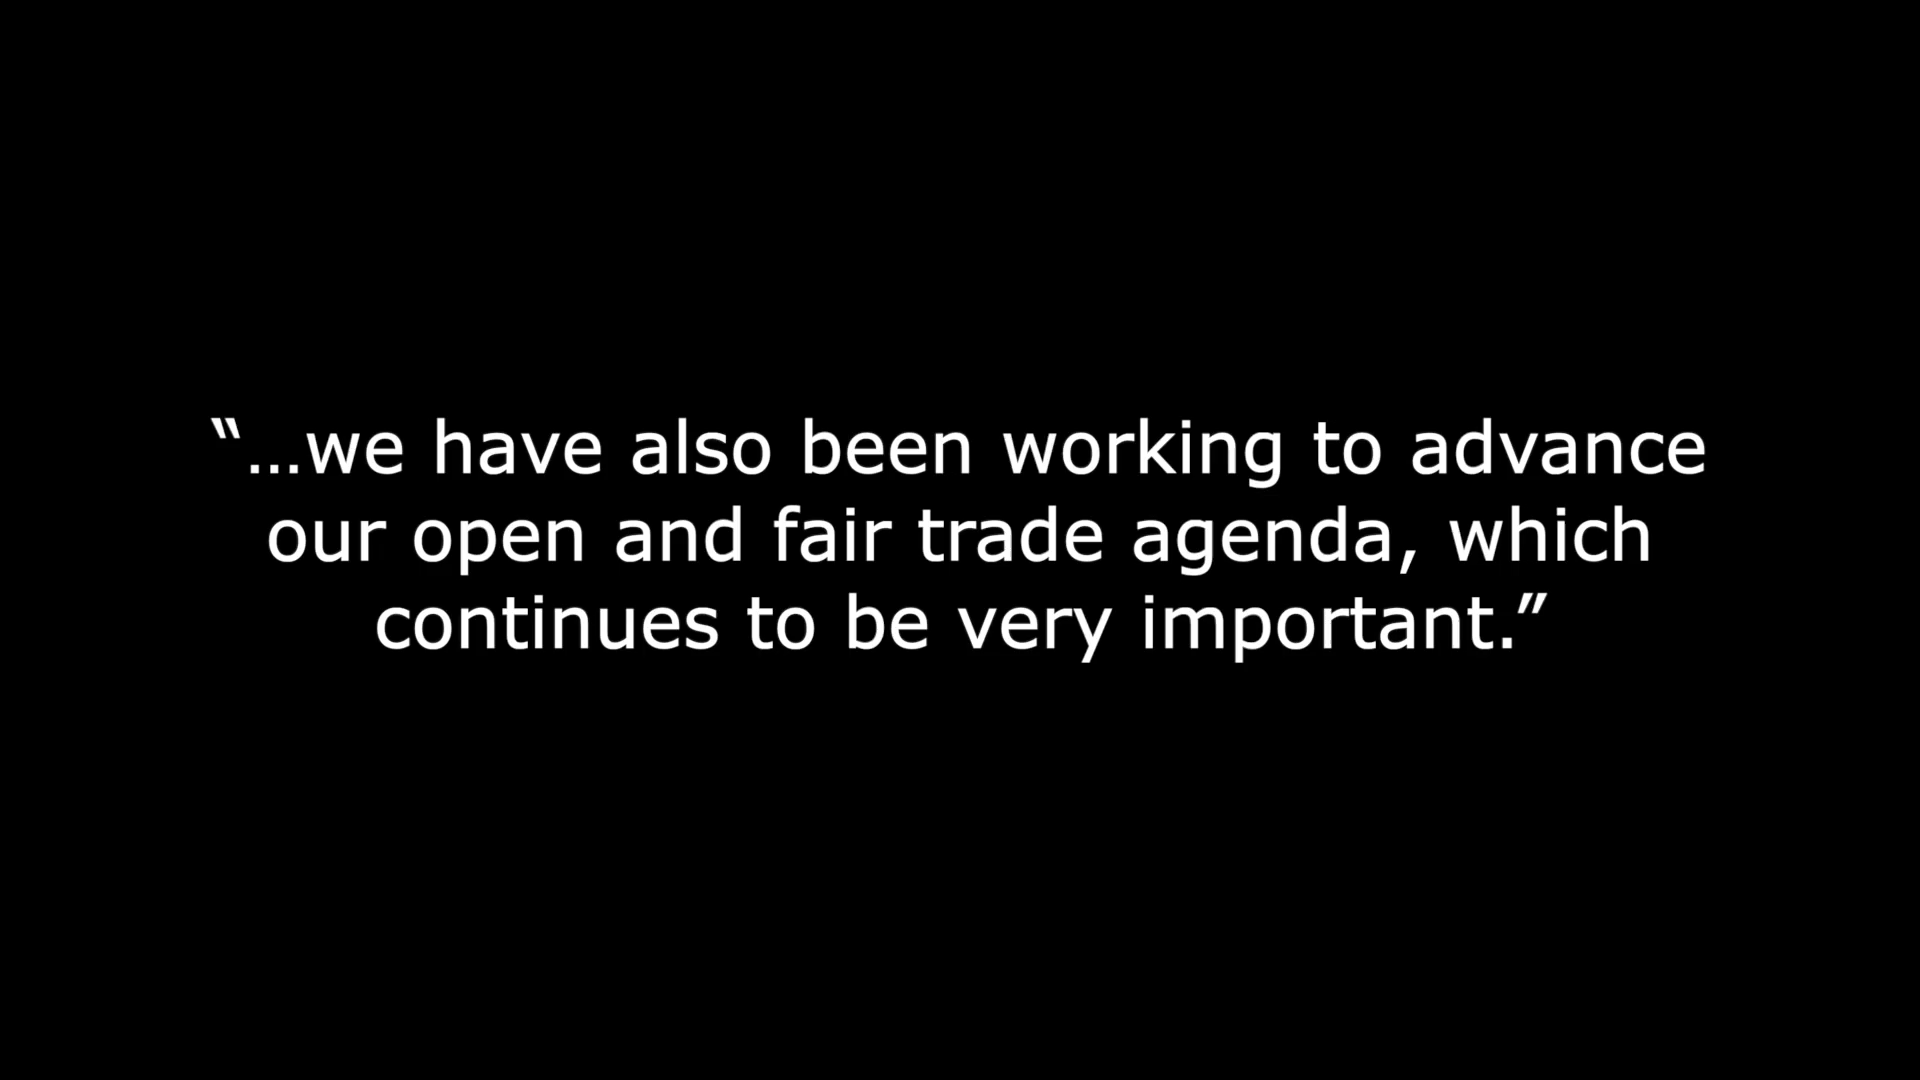 “…we have also been working to advance
our open and fair trade agenda, which
continues to be very important.”